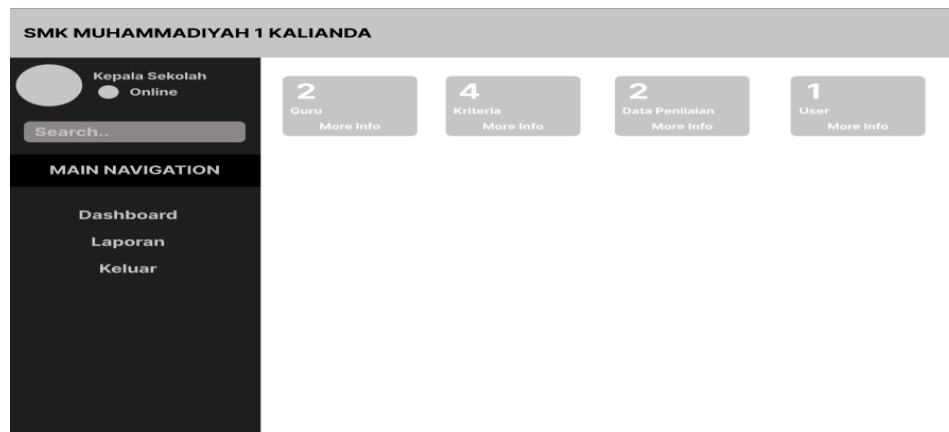 SMK MUHAMMADIYAH 1 KALIANDA
Kepala Sekolah
Online
Search..
MAIN NAVIGATION
Dashboard
Laporan
Keluar
2
Guru
More Info
4
Kriteria
More Info
2
Data Penilaian
More Info
1
User
More Info